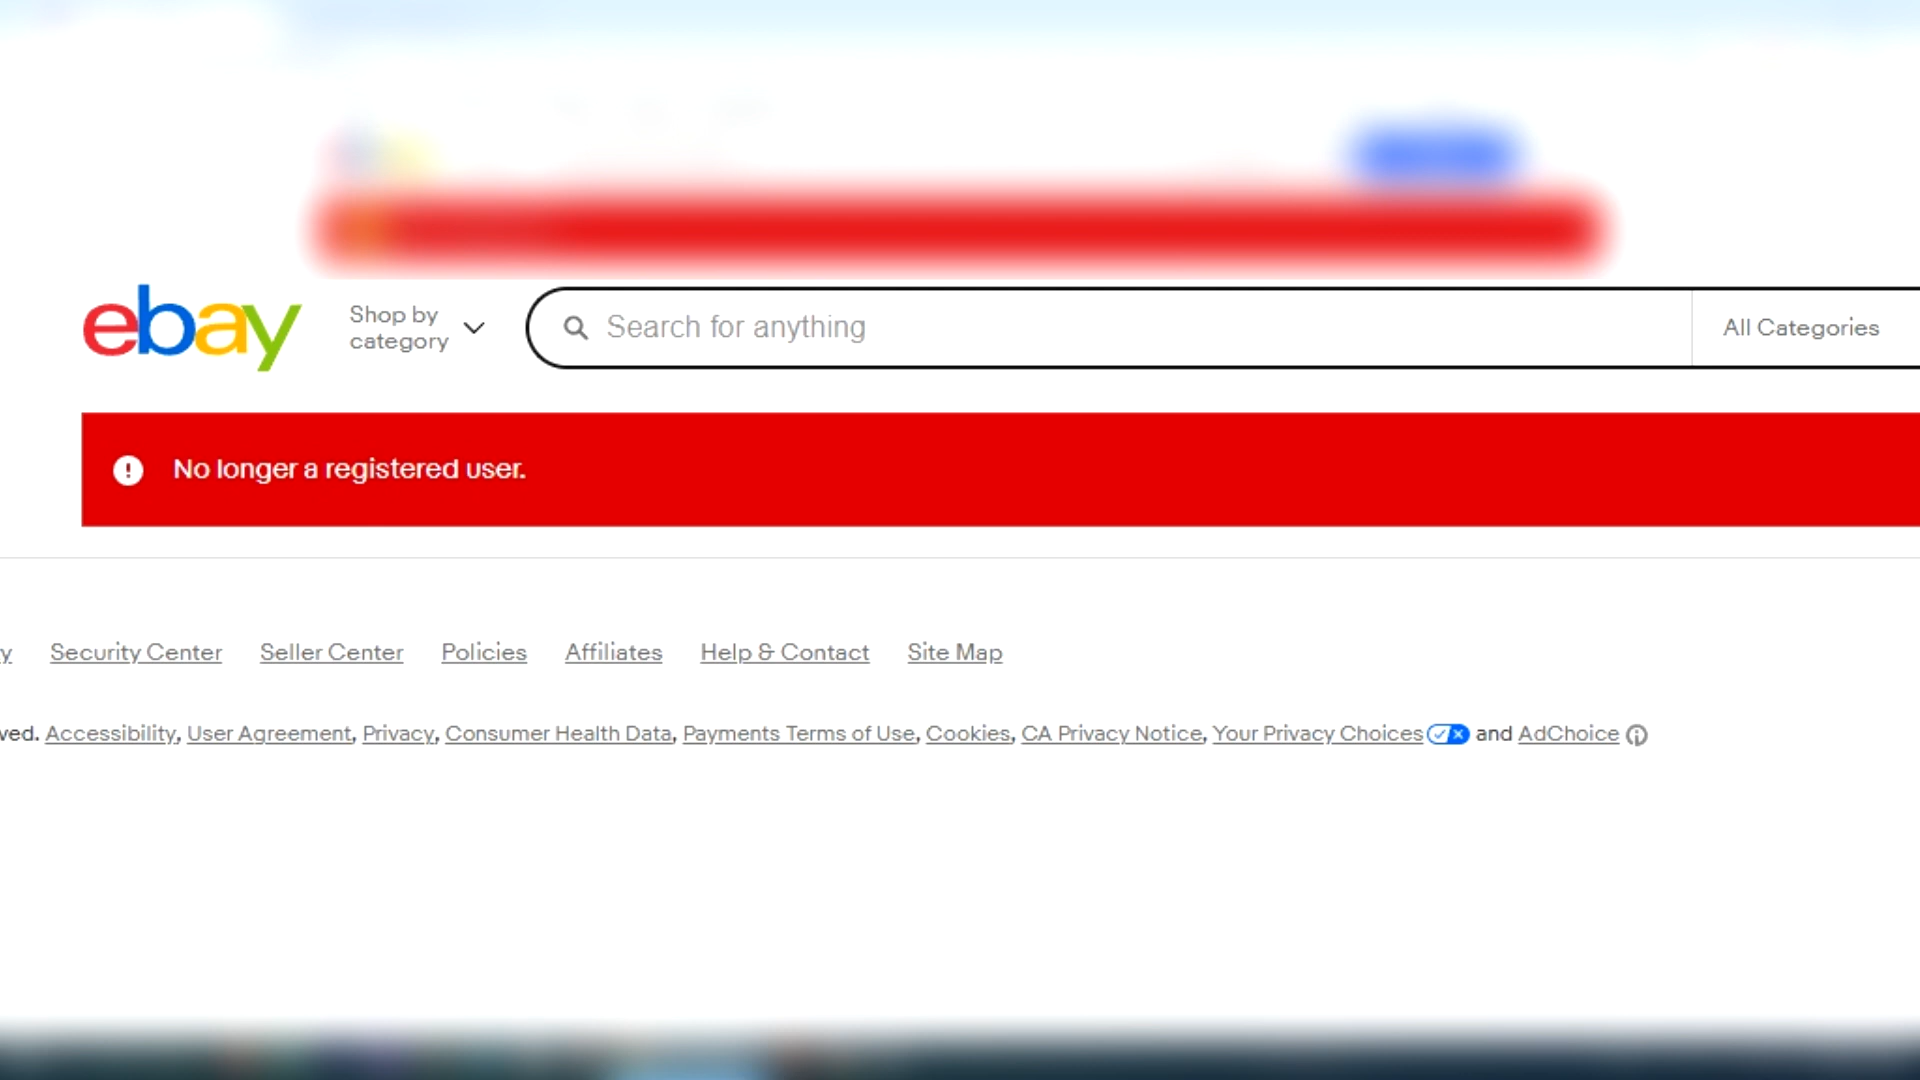 ebay
Shop by
category
Search for anything
All Categories
No longer a registered user.
y Security Center Seller Center Policies Affiliates Help & Contact Site Map
ved. Accessibility, User Agreement, Privacy, Consumer Health Data, Payments Terms of Use, Cookies, CA Privacy Notice, Your Privacy Choices and AdChoice